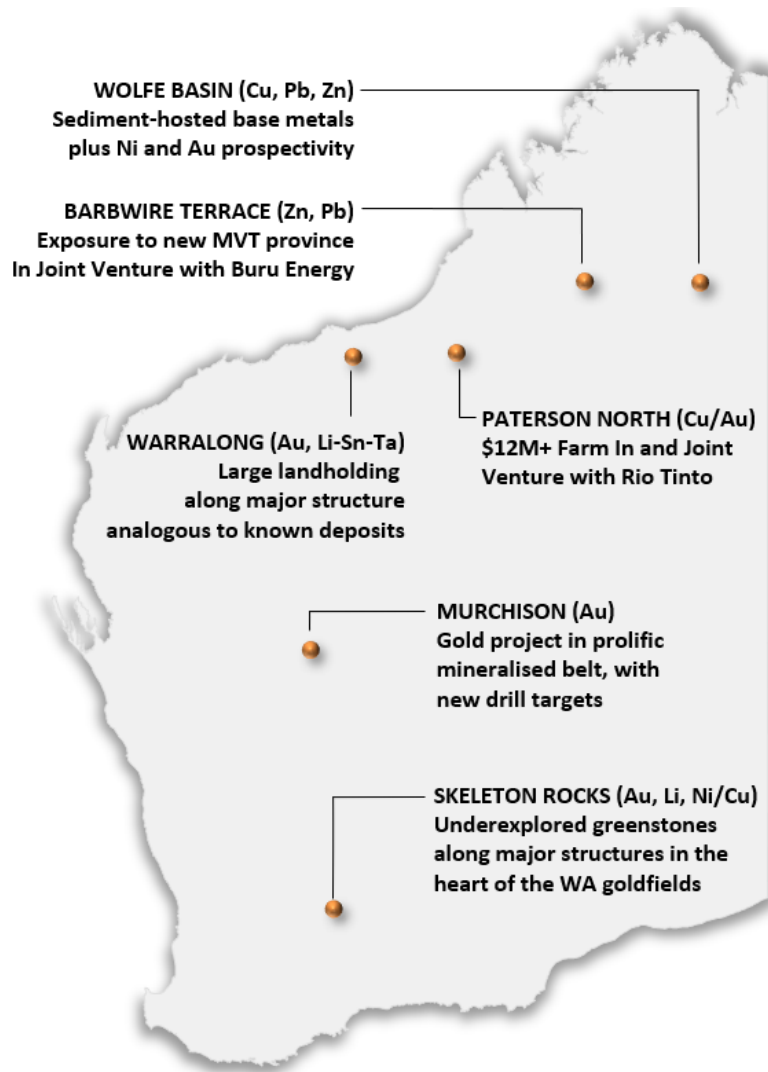 WOLFE BASIN (Cu, Pb, Zn)
Sediment-hosted base metals
plus Ni and Au prospectivity
BARBWIRE TERRACE (Zn, Pb)
Exposure to new MVT province
In Joint Venture with Buru Energy
PATERSON NORTH (Cu/Au)
$12M+ Farm In and Joint
Venture with Rio Tinto
WARRALONG (Au, Li-Sn-Ta)
Large landholding
along major structure
analogous to known deposits
MURCHISON (Au)
Gold project in prolific
mineralised belt, with
new drill targets
SKELETON ROCKS (Au, Li, Ni/Cu)
Underexplored greenstones
along major structures in the
heart of the WA goldfields